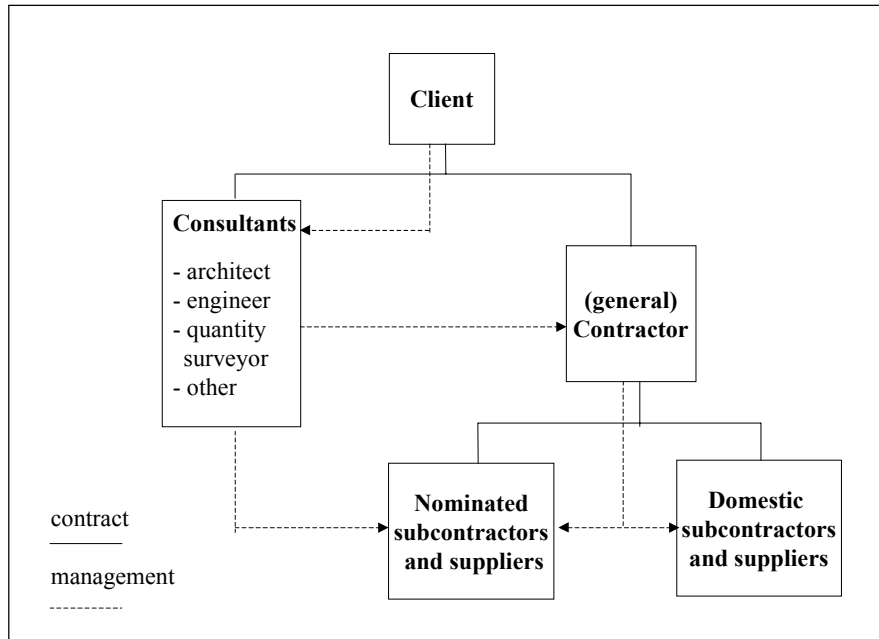 Client
Consultants
- architect
- engineer
- quantity
surveyor
- other
(general)
Contractor
Nominated
subcontractors
and suppliers
Domestic
subcontractors
and suppliers
contract
management